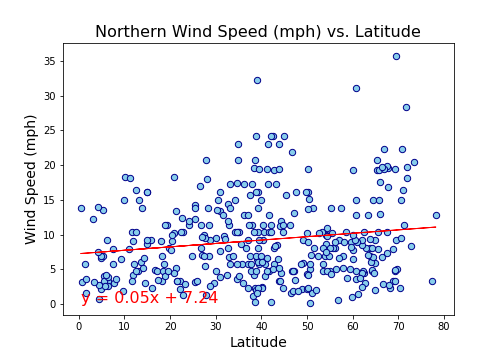 Northern Wind Speed (mph) vs. Latitude
35
30
25
20
15
10
5
0
Wind Speed (mph)
y = 0.05x + 7.24
0 10 20 30 40 50 60 70 80
Latitude